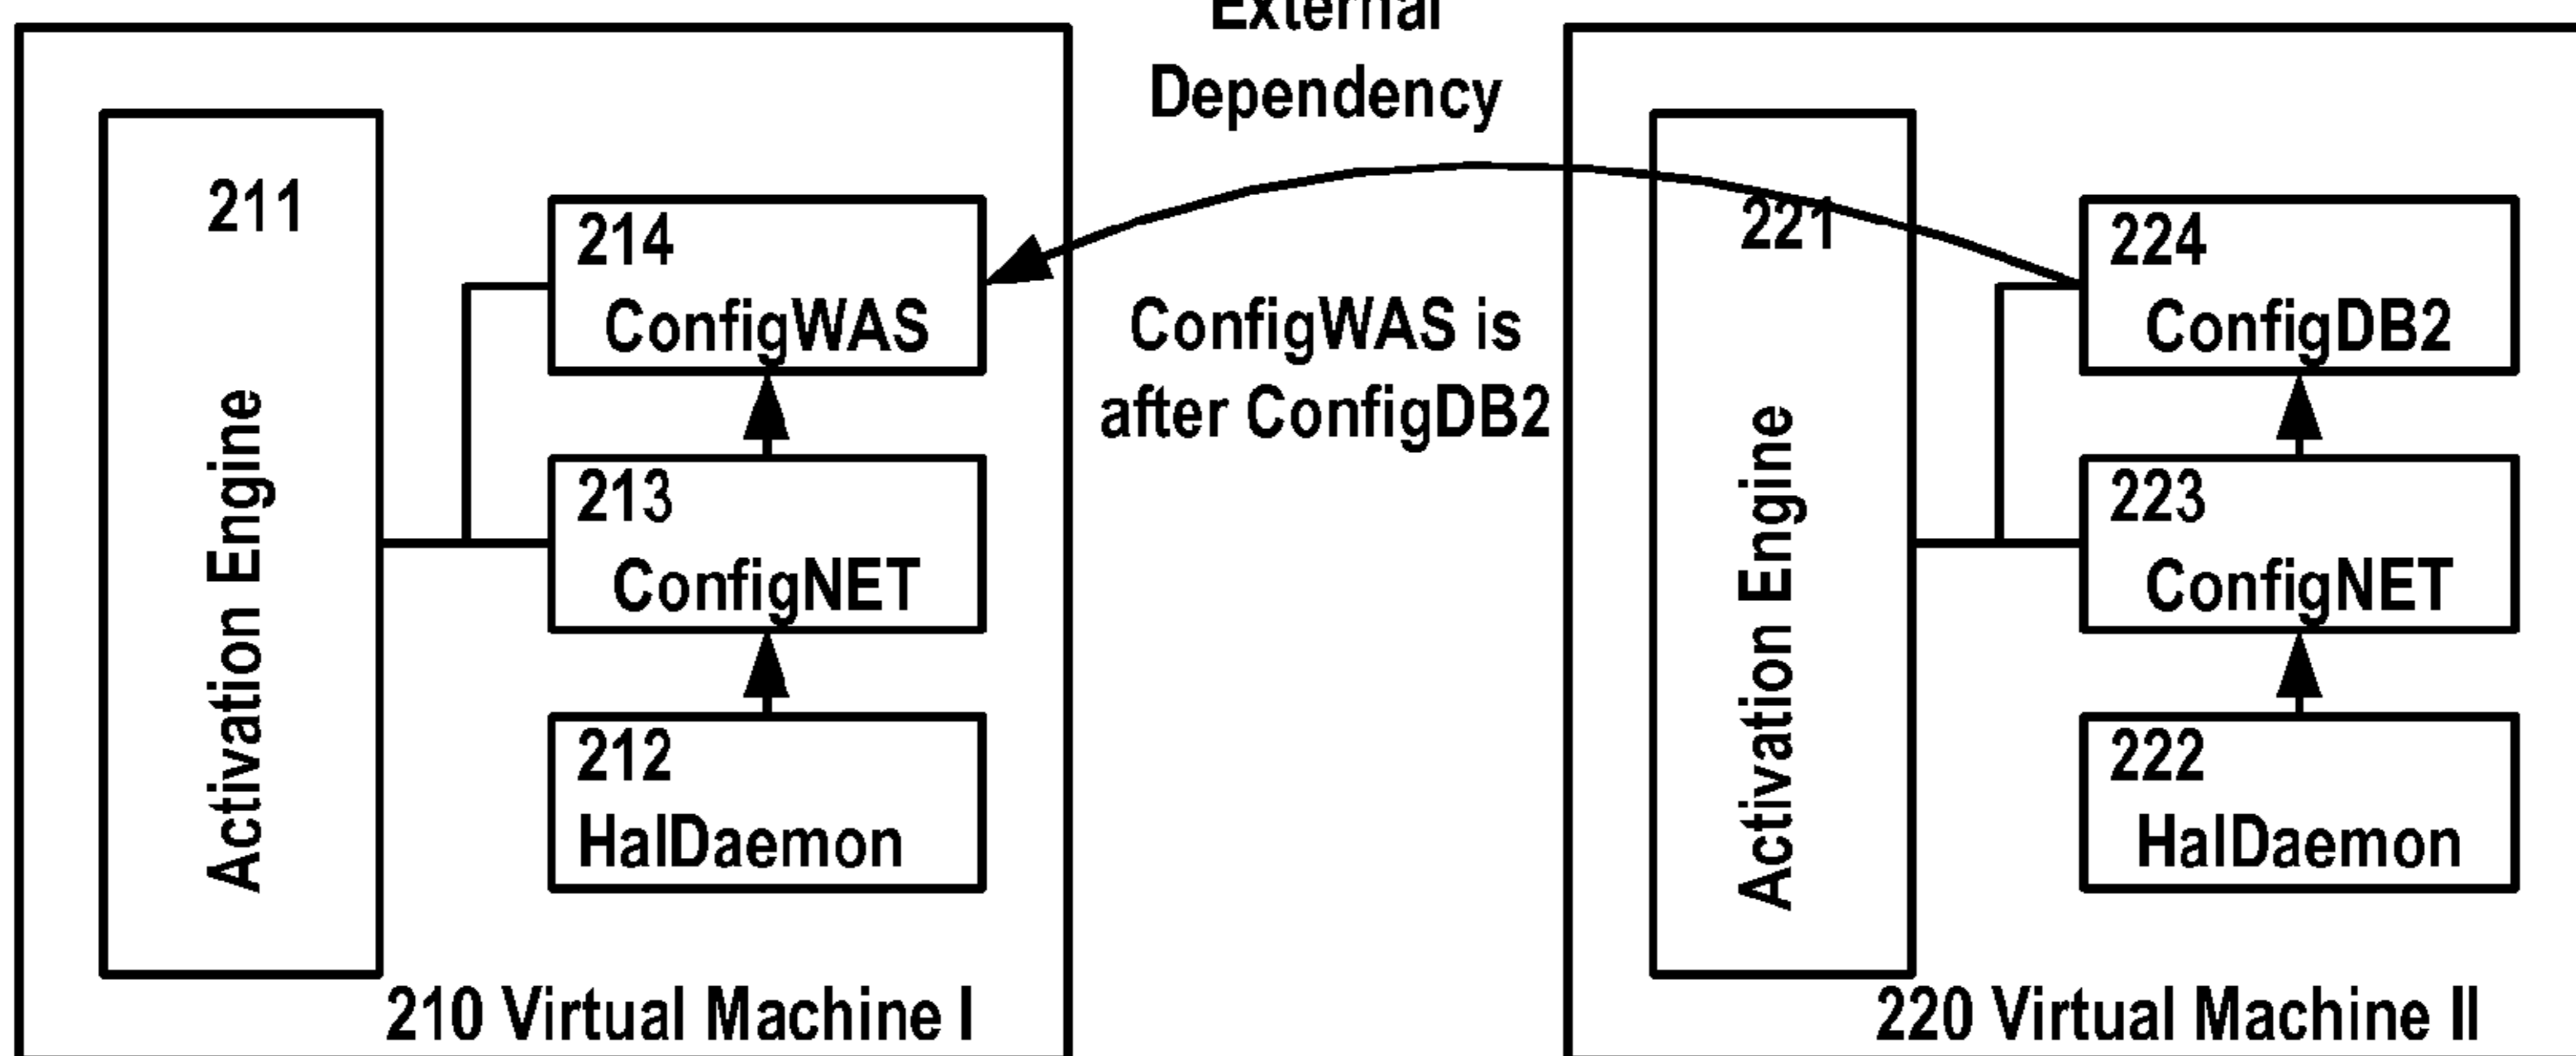 External
Dependency
211
Activation Engine
214
ConfigWAS
213
ConfigNET
212
HalDaemon
210 Virtual Machine I
ConfigWAS is
after ConfigDB2
221
Activation Engine
224
ConfigDB2
223
ConfigNET
222
HalDaemon
220 Virtual Machine II